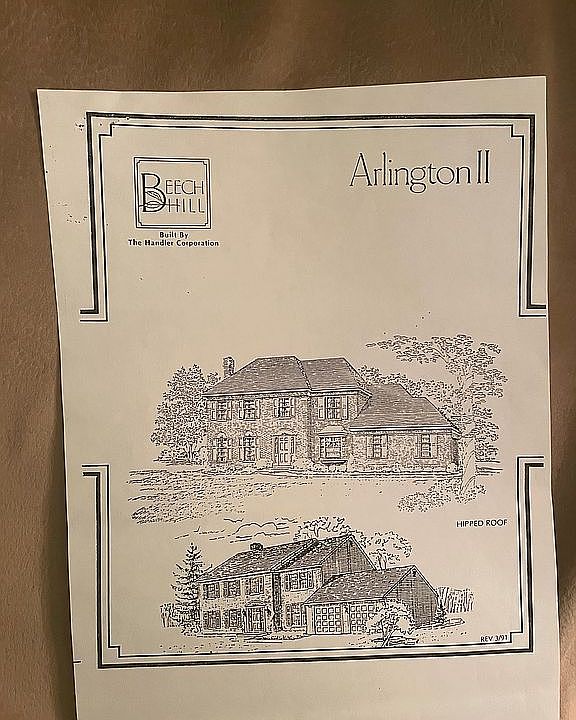 BEECH
HILL
Built By
The Handler Corporation
Arlington II
HIPPED ROOF
REV 3/91